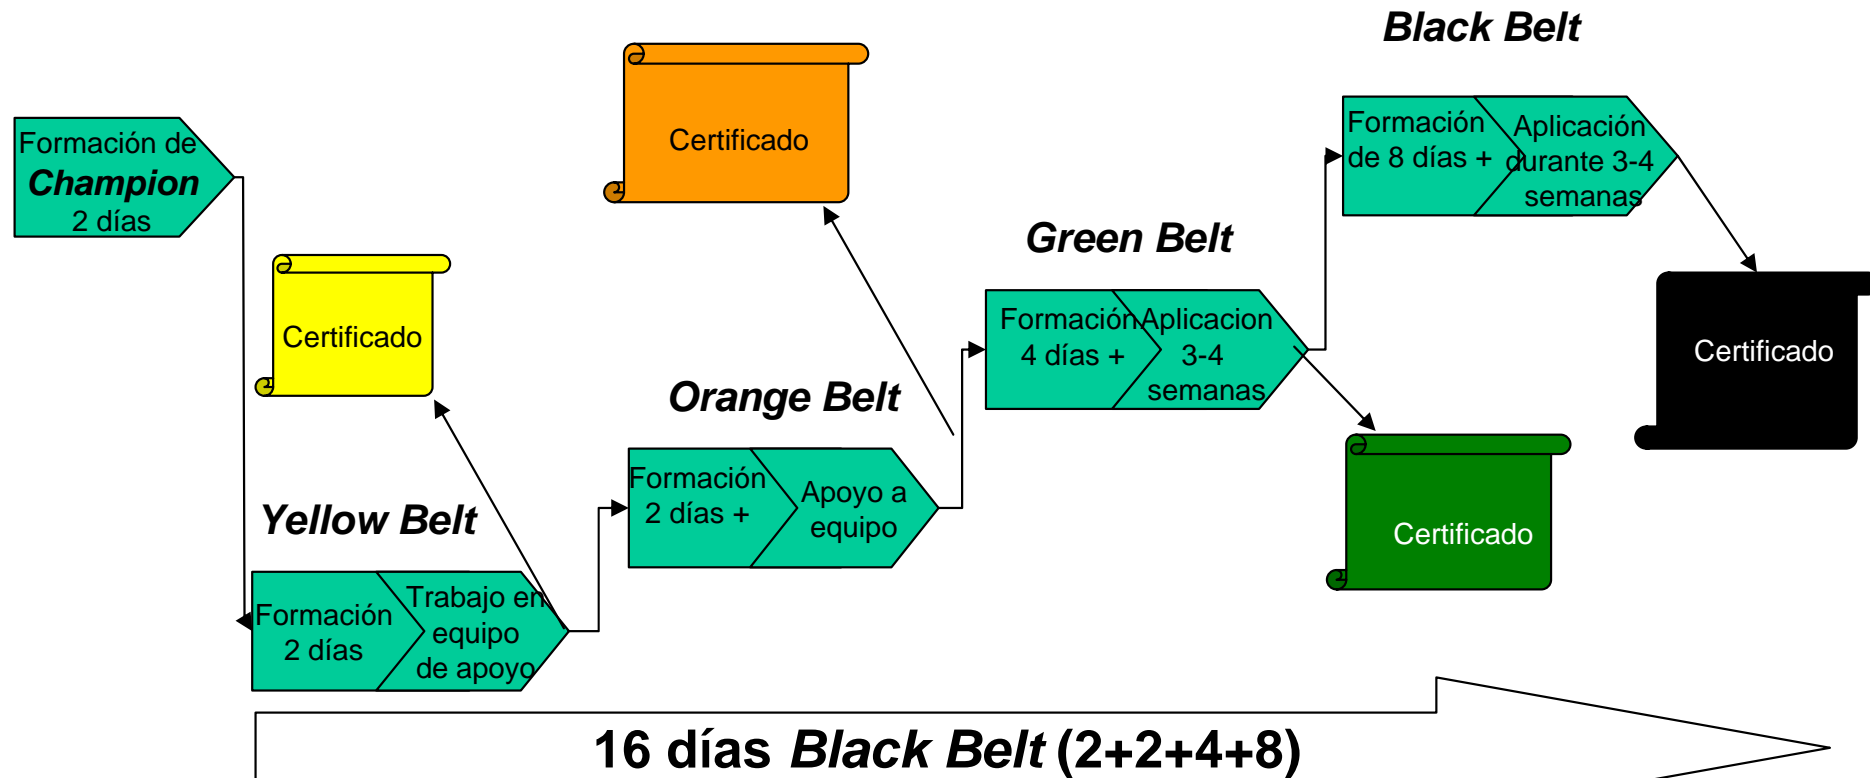 Black Belt
Formación de
Champion
2 días
Certificado
Formación
de 8 días +
Aplicación
durante 3-4
semanas
Green Belt
Certificado
Formación
4 días +
Aplicacion
3-4
semanas
Certificado
Orange Belt
Formación
2 días +
Apoyo a
equipo
Certificado
Yellow Belt
Formación
2 días
Trabajo en
equipo
de apoyo
16 días Black Belt (2+2+4+8)